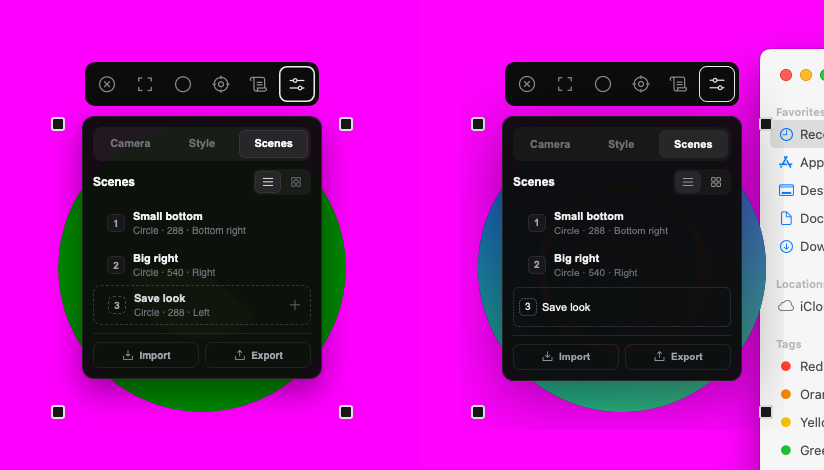 Camera Style Scenes
Scenes
1 Small bottom
Circle · 288 · Bottom right
2 Big right
Circle · 540 · Right
3 Save look
Circle · 288 · Left
Import Export
Camera Style Scenes
Scenes
1 Small bottom
Circle · 288 · Bottom right
2 Big right
Circle · 540 · Right
3 Save look
Import Export
Favorites
Rece
App
Des
Doc
Dow
Locations
iClou
Tags
Red
Oran
Yello
Gree